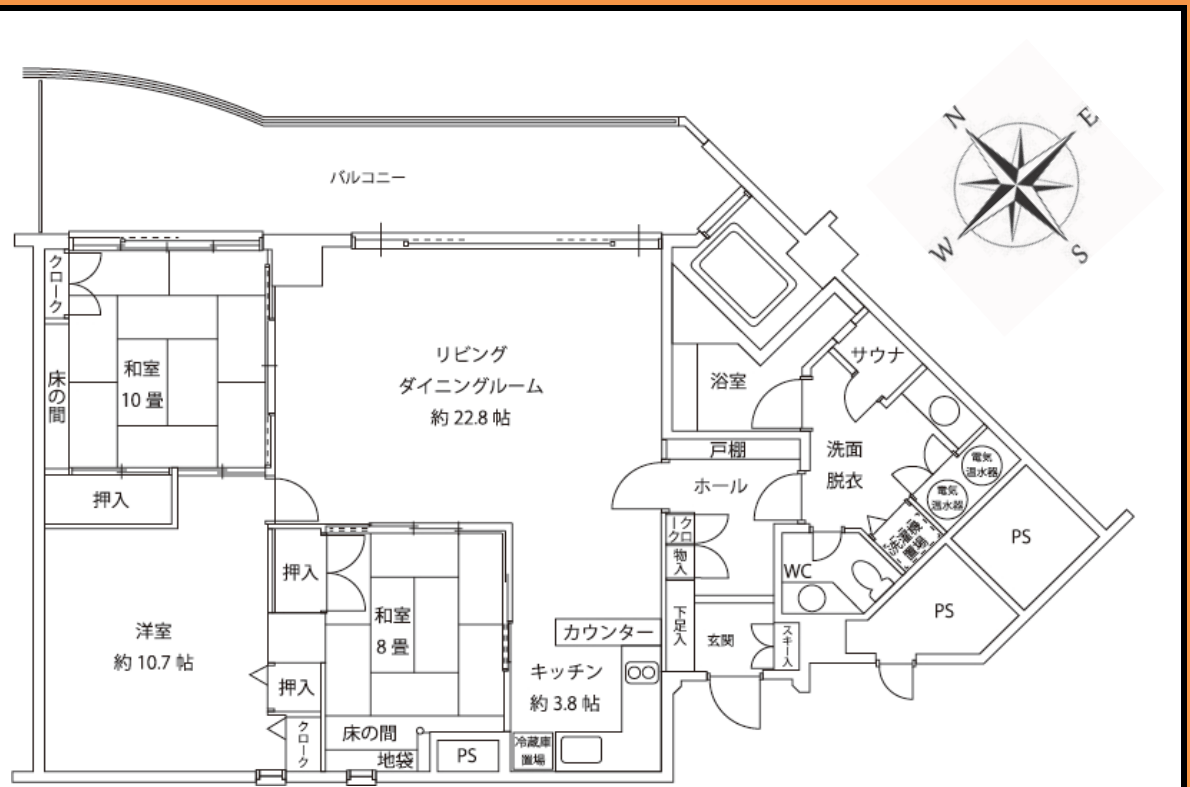 N
E
W
S
バルコニー
クローク
和室
10 畳
床の間
押入
リビング
ダイニングルーム
約 22.8 帖
浴室
サウナ
戸棚
ホール
洗面
脱衣
電気
温水器
電気
温水器
洗濯機
置場
PS
PS
WC
クローク
物入
下足入
玄関
スキー入
押入
和室
8 畳
洋室
約 10.7 帖
押入
クローク
床の間
地袋
PS
カウンター
キッチン
約 3.8 帖
冷蔵庫
置場